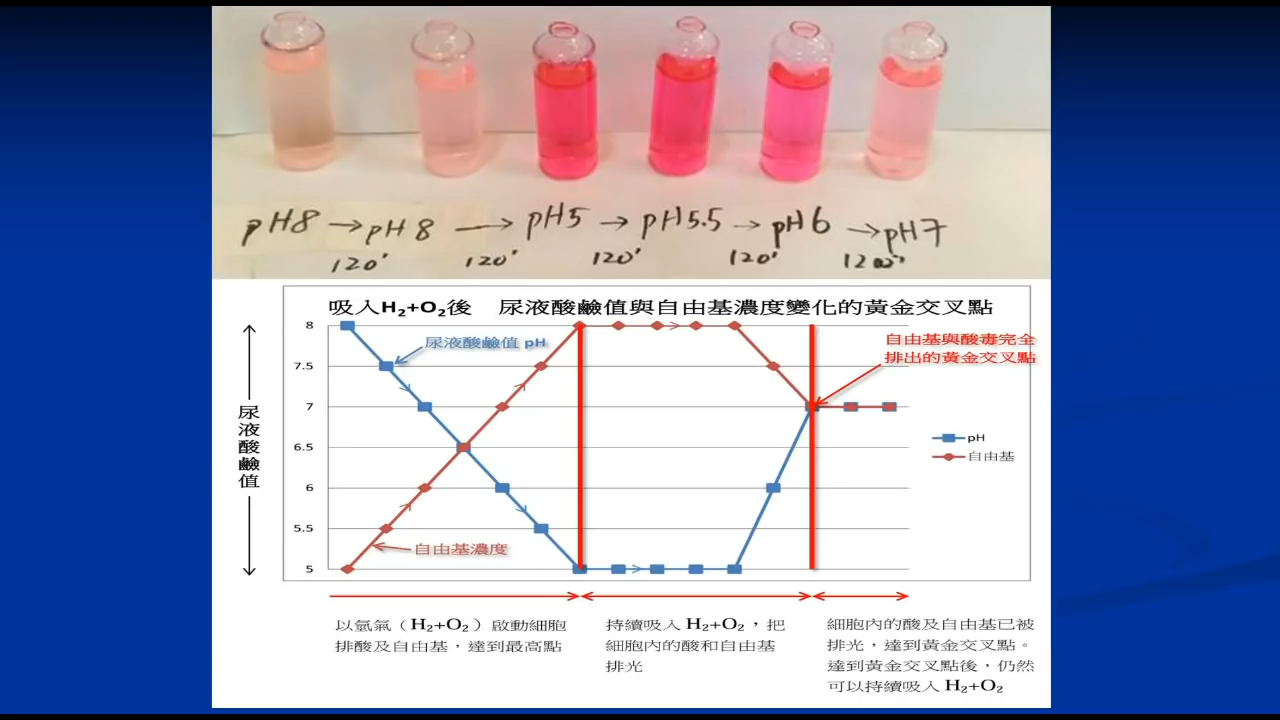 pH8 → pH8 → pH5 → pH5.5 → pH6 → pH7
120' 120' 120' 120'
吸入H₂+O₂後 尿液酸鹼值與自由基濃度變化的黃金交叉點
8
7.5
7
6.5
6
5.5
5
尿液酸鹼值
尿液酸鹼值 pH
自由基濃度
自由基與酸毒完全
排出的黃金交叉點
pH
自由基
以氫氧（H₂+O₂）啟動細胞
排酸及自由基，達到最高點
持續吸入 H₂+O₂，把
細胞內的酸和自由基
排光
細胞內的酸及自由基已被
排光，達到黃金交叉點。
達到黃金交叉點後，仍然
可以持續吸入 H₂+O₂